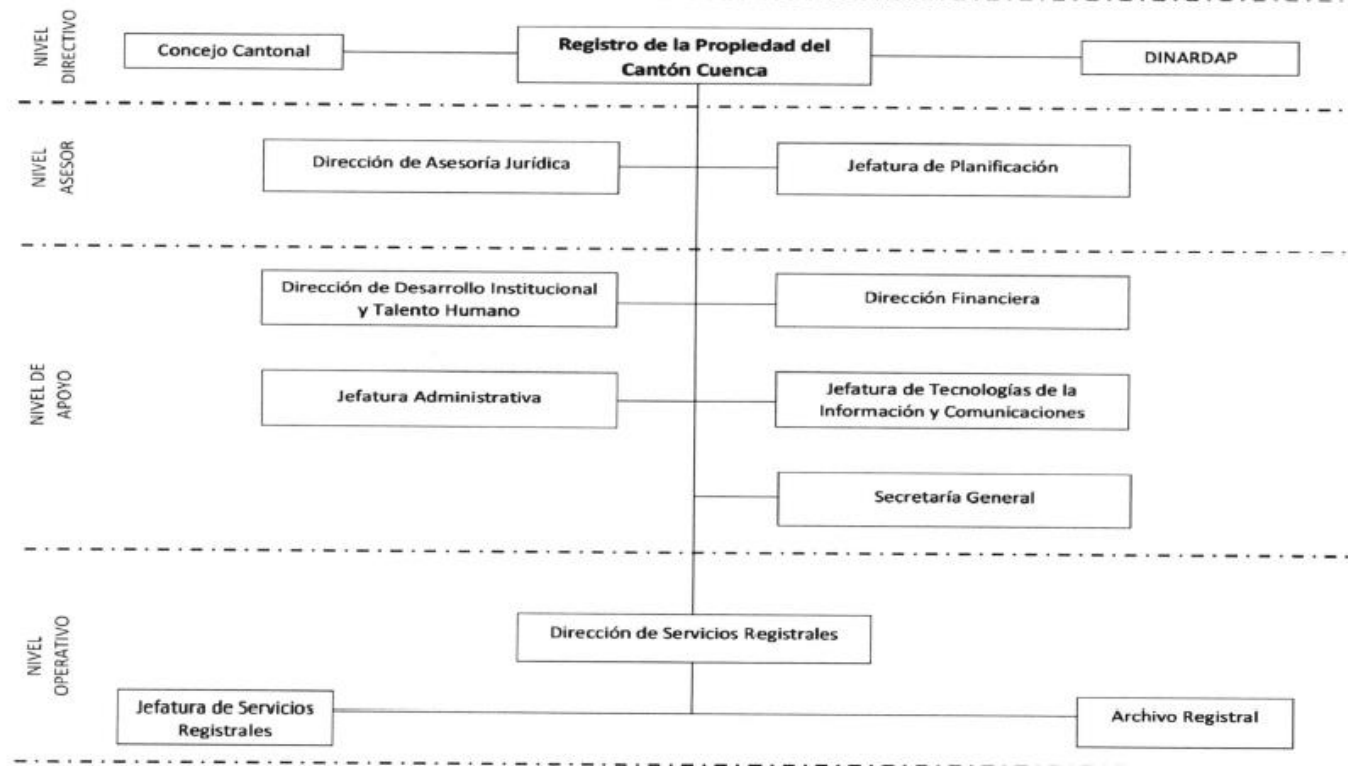 NIVEL
DIRECTIVO
Concejo Cantonal
Registro de la Propiedad del
Cantón Cuenca
DINARDAP
NIVEL
ASESOR
Dirección de Asesoría Jurídica
Jefatura de Planificación
NIVEL DE
APOYO
Dirección de Desarrollo Institucional
y Talento Humano
Dirección Financiera
Jefatura Administrativa
Jefatura de Tecnologías de la
Información y Comunicaciones
Secretaría General
NIVEL
OPERATIVO
Dirección de Servicios Registrales
Jefatura de Servicios
Registrales
Archivo Registral